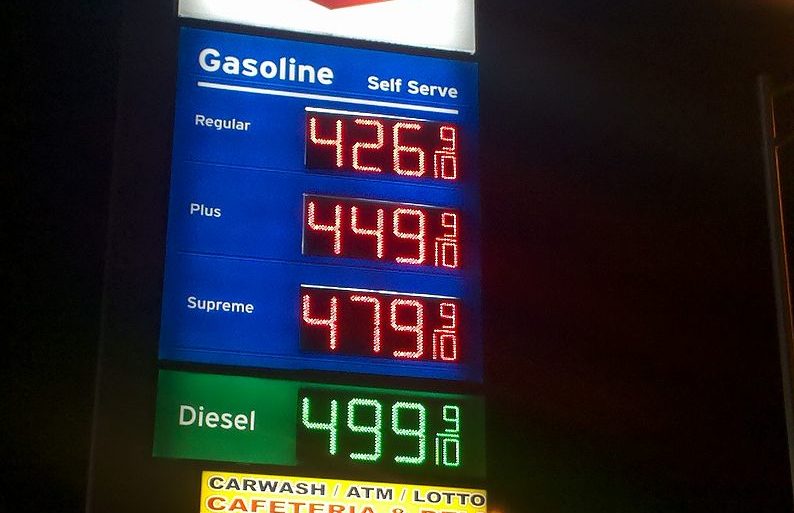 Gasoline Self Serve
Regular 426 9/10
Plus 449 9/10
Supreme 479 9/10
Diesel 499 9/10
CARWASH / ATM / LOTTO
CAFETERIA &